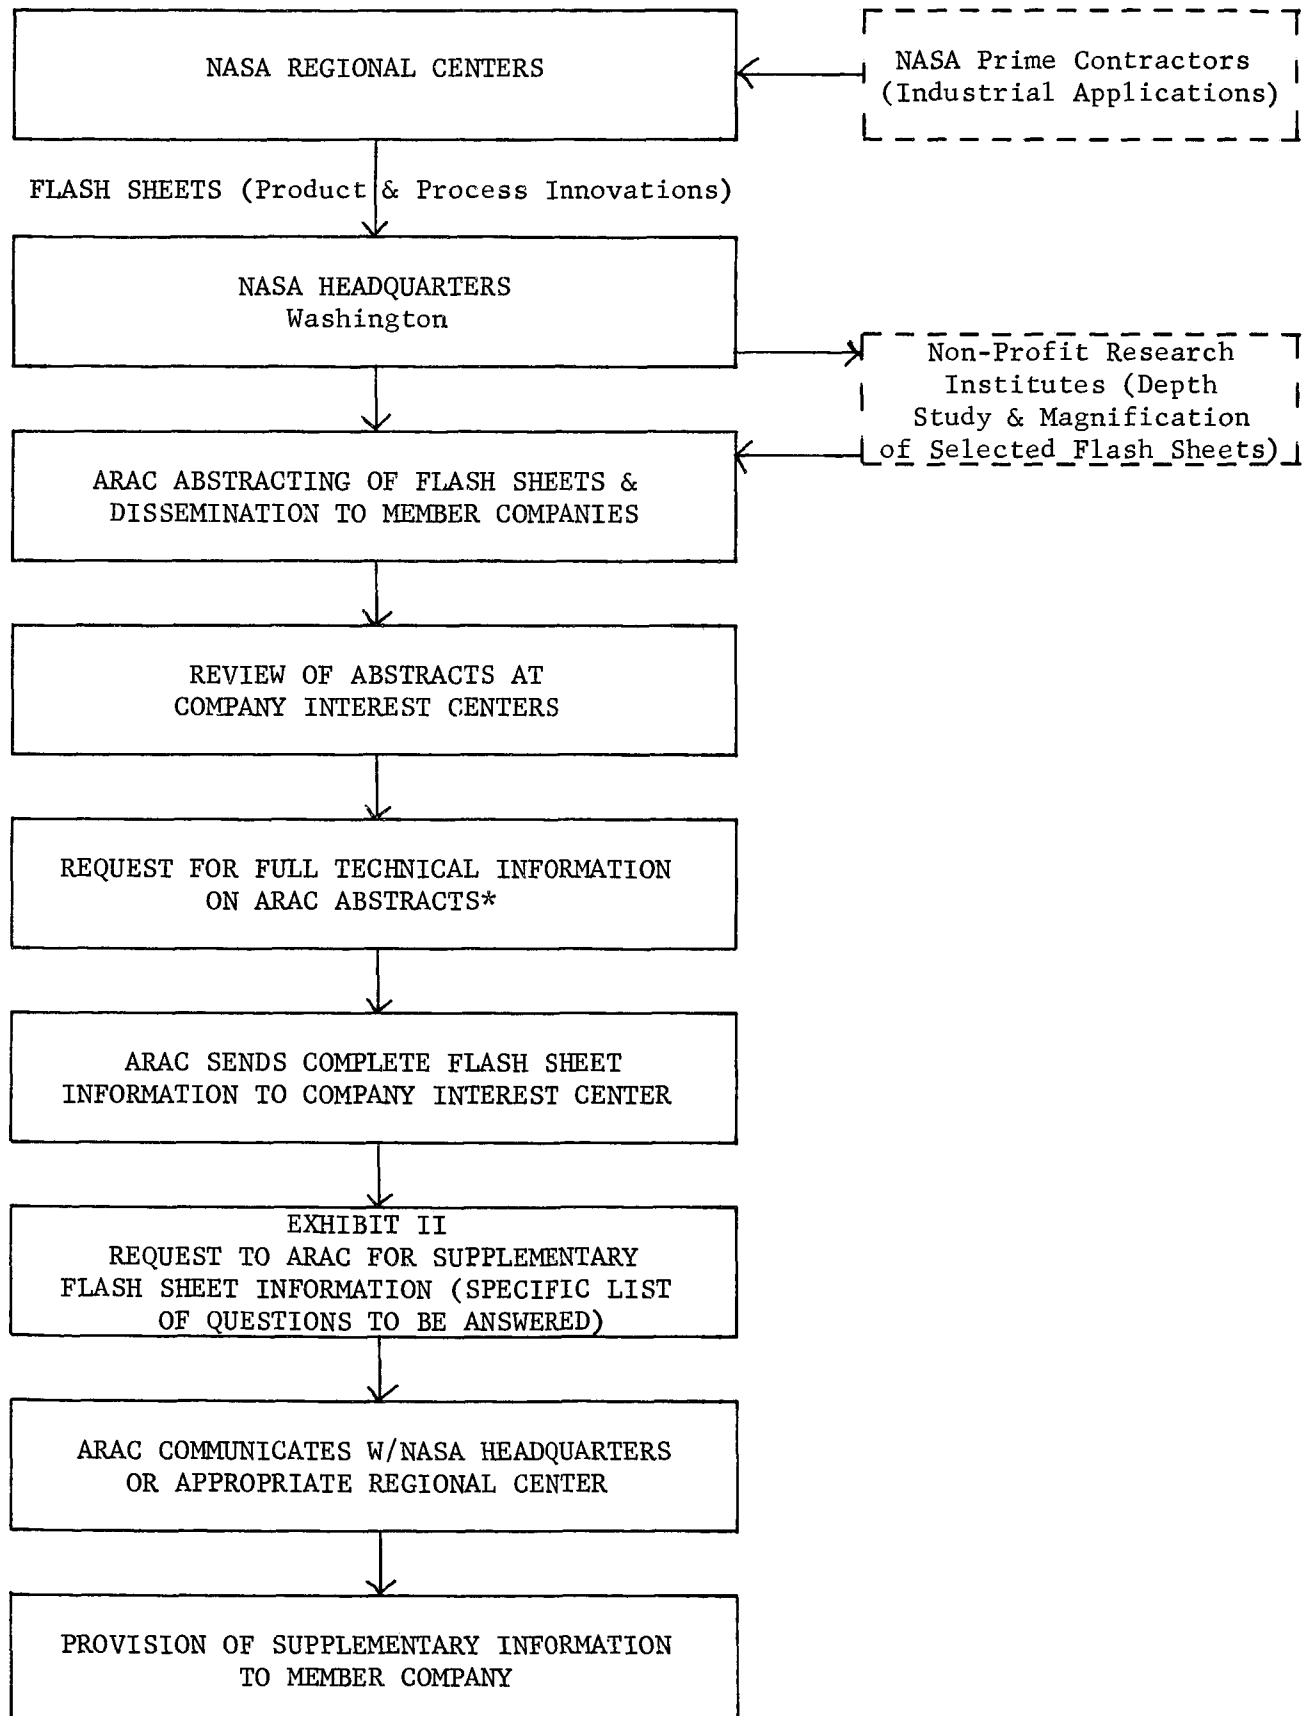 NASA REGIONAL CENTERS
NASA Prime Contractors
(Industrial Applications)
FLASH SHEETS (Product & Process Innovations)
NASA HEADQUARTERS
Washington
Non-Profit Research
Institutes (Depth
Study & Magnification
of Selected Flash Sheets)
ARAC ABSTRACTING OF FLASH SHEETS &
DISSEMINATION TO MEMBER COMPANIES
REVIEW OF ABSTRACTS AT
COMPANY INTEREST CENTERS
REQUEST FOR FULL TECHNICAL INFORMATION
ON ARAC ABSTRACTS*
ARAC SENDS COMPLETE FLASH SHEET
INFORMATION TO COMPANY INTEREST CENTER
EXHIBIT II
REQUEST TO ARAC FOR SUPPLEMENTARY
FLASH SHEET INFORMATION (SPECIFIC LIST
OF QUESTIONS TO BE ANSWERED)
ARAC COMMUNICATES W/NASA HEADQUARTERS
OR APPROPRIATE REGIONAL CENTER
PROVISION OF SUPPLEMENTARY INFORMATION
TO MEMBER COMPANY